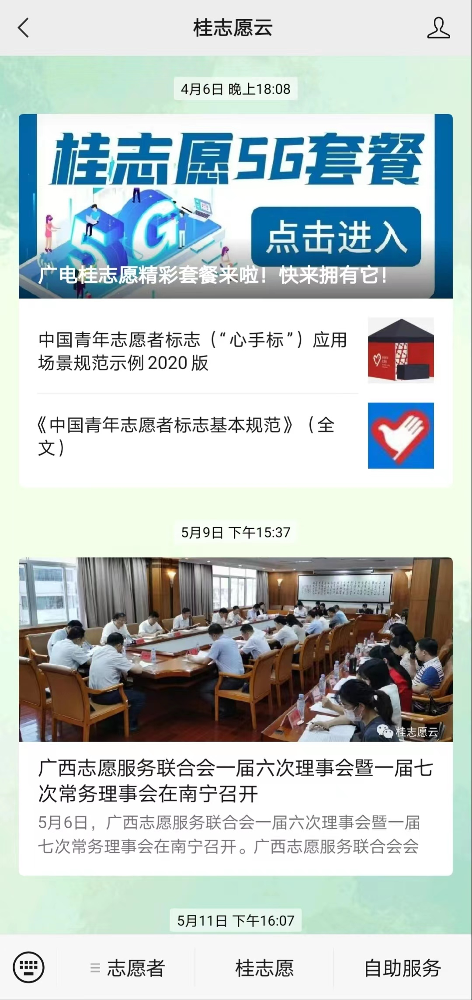 桂志愿云
4月6日 晚上18:08
桂志愿5G套餐
5G
点击进入
广电桂志愿精彩套餐来啦！快来拥有它！
中国青年志愿者标志（“心手标”）应用
场景规范示例2020版
《中国青年志愿者标志基本规范》（全
文）
5月9日 下午15:37
桂志愿云
广西志愿服务联合会一届六次理事会暨一届七
次常务理事会在南宁召开
5月6日，广西志愿服务联合会一届六次理事会暨一届
七次常务理事会在南宁召开。广西志愿服务联合会会
5月11日 下午16:07
志愿者
桂志愿
自助服务